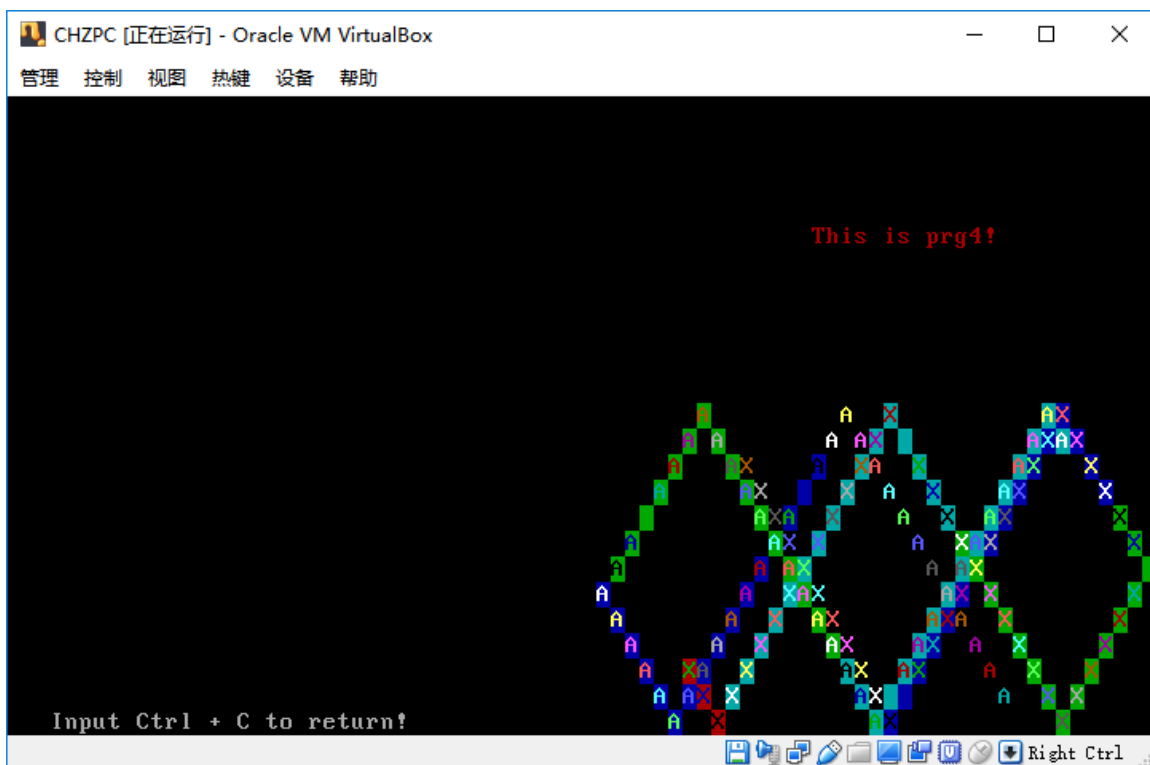 CHZPC [正在运行] - Oracle VM VirtualBox
管理 控制 视图 热键 设备 帮助
This is prg4!
A X A A X
A A A A X A X A X
A A X A X A A X A X X
A A X X A X A X X
A X A X A X A X X
A A X X A X A X X
A A A X A A X
A A X A X A X X X
A A X A X A X A X X
A A X A X A X A X X
A X A X A X A X A X X
A A X X A X A X X
A X A X X
Input Ctrl + C to return!
Right Ctrl